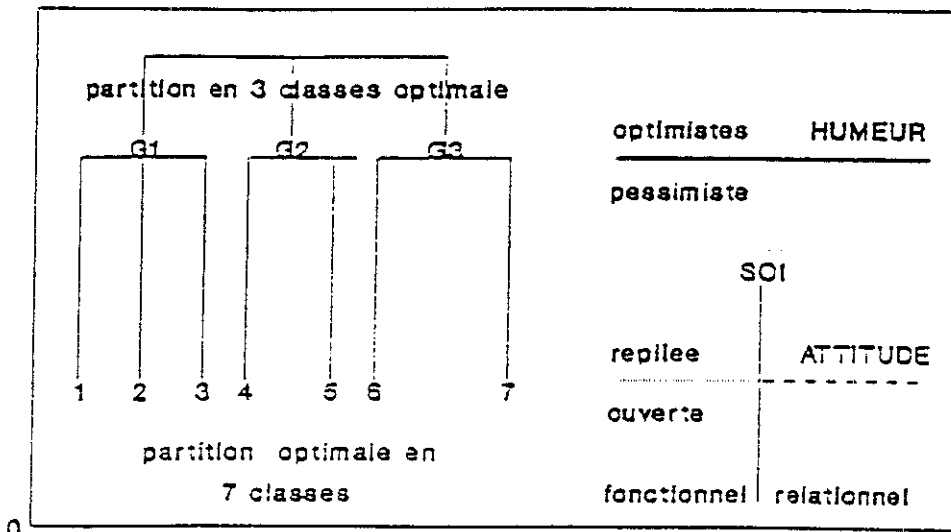 partition en 3 classes optimale
G1 G2 G3
1 2 3 4 5 6 7
partition optimale en
7 classes
optimistes HUMEUR
pessimiste
SOI
repliee ATTITUDE
ouverte
fonctionnel relationnel
0